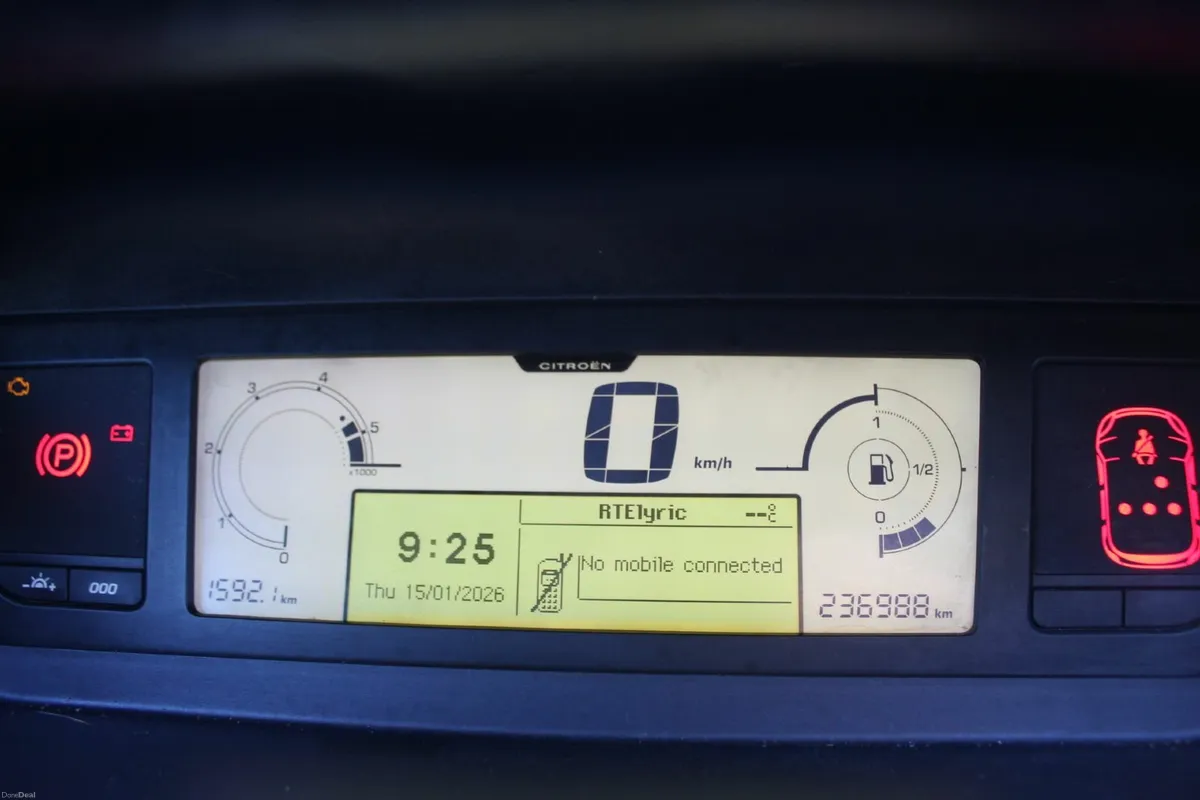 CITROËN
4
3
5
2
x1000
1
0
0
km/h
1
1/2
0
RTElyric --°C
9:25
No mobile connected
Thu 15/01/2026
1592.1 km
236988 km
P
000
DoneDeal